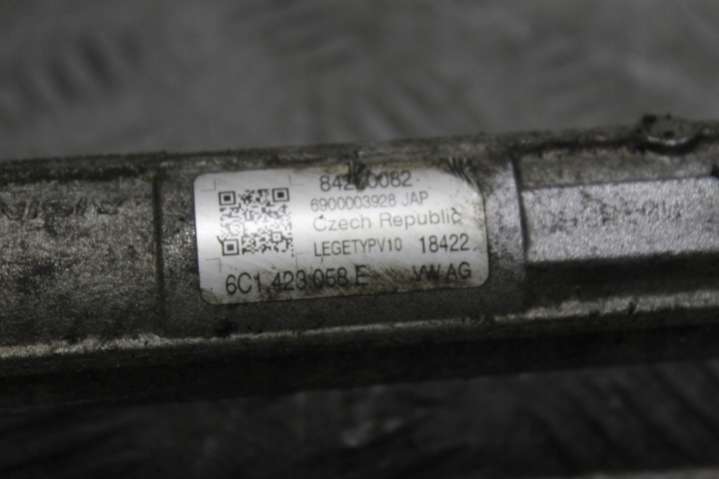 6900003928 JAP
Czech Republic
LEGETYPV10 18422
6C1 423 058 E VW AG